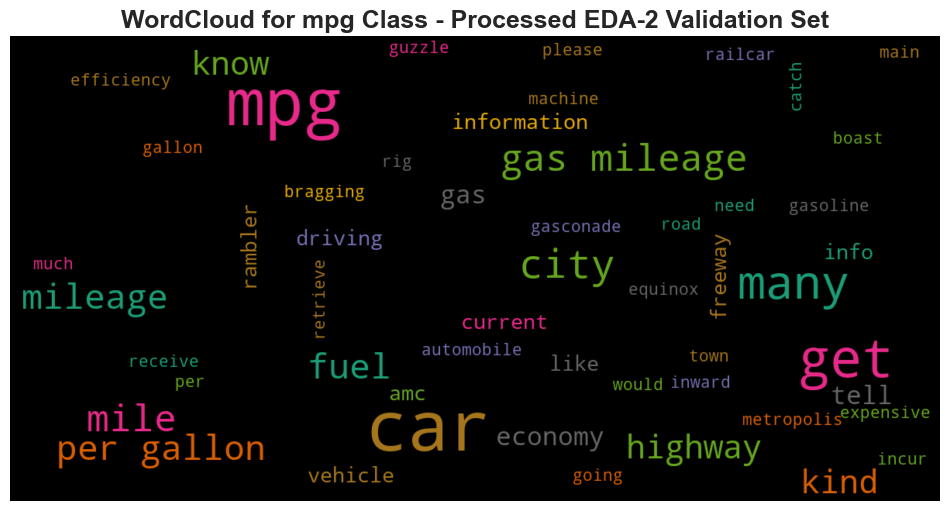 WordCloud for mpg Class - Processed EDA-2 Validation Set
guzzle
please
railcar
main
know
efficiency
catch
mpg
machine
information
boast
gallon
rig
gas mileage
bragging
gas
need
gasoline
rambler
driving
gasconade
road
freeway
info
much
city
retrieve
equinox
many
mileage
current
automobile
receive
fuel
like
town
get
per
amc
would
inward
tell
mile
car
metropolis
expensive
per gallon
economy
highway
vehicle
going
incur
kind